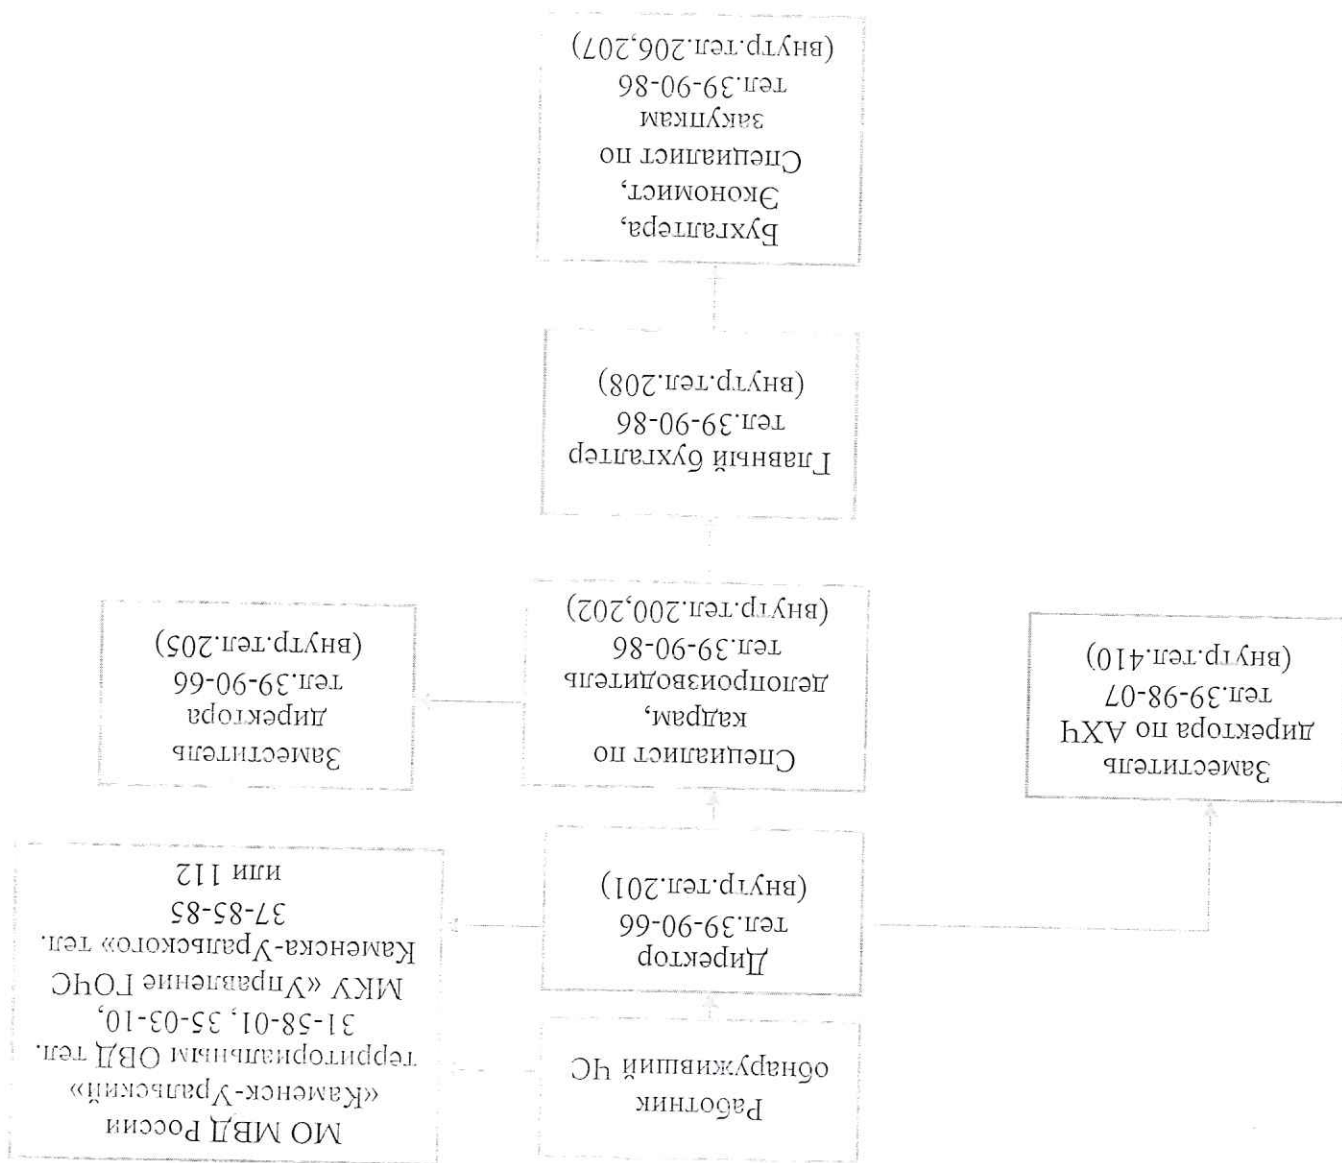 Работник
обнаруживший ЧС
МО МВД России
«Каменск-Уральский»
территориальным ОВД тел.
31-58-01, 35-03-10,
МКУ «Управление ГОЧС
Каменска-Уральского» тел.
37-85-85
или 112
Директор
тел.39-90-66
(внутр.тел.201)
Заместитель
директора по АХЧ
тел.39-98-07
(внутр.тел.410)
Специалист по
кадрам,
делопроизводитель
тел.39-90-86
(внутр.тел.200,202)
Заместитель
директора
тел.39-90-66
(внутр.тел.205)
Главный бухгалтер
тел.39-90-86
(внутр.тел.208)
Бухгалтера,
Экономист,
Специалист по
закупкам
тел.39-90-86
(внутр.тел.206,207)